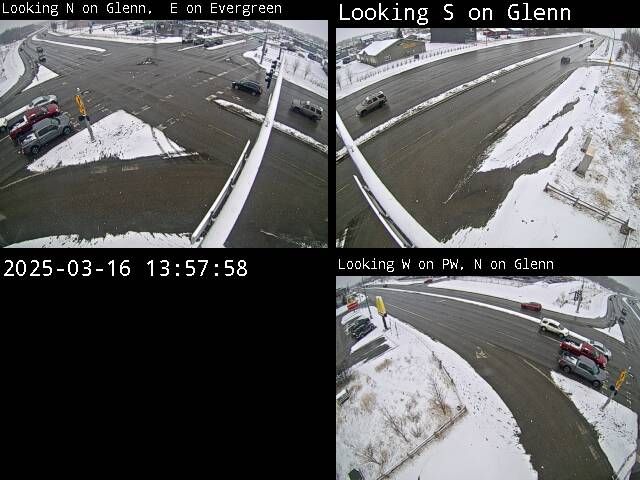 Looking N on Glenn,  E on Evergreen
Looking S on Glenn
2025-03-16 13:57:58
Looking W on PW, N on Glenn